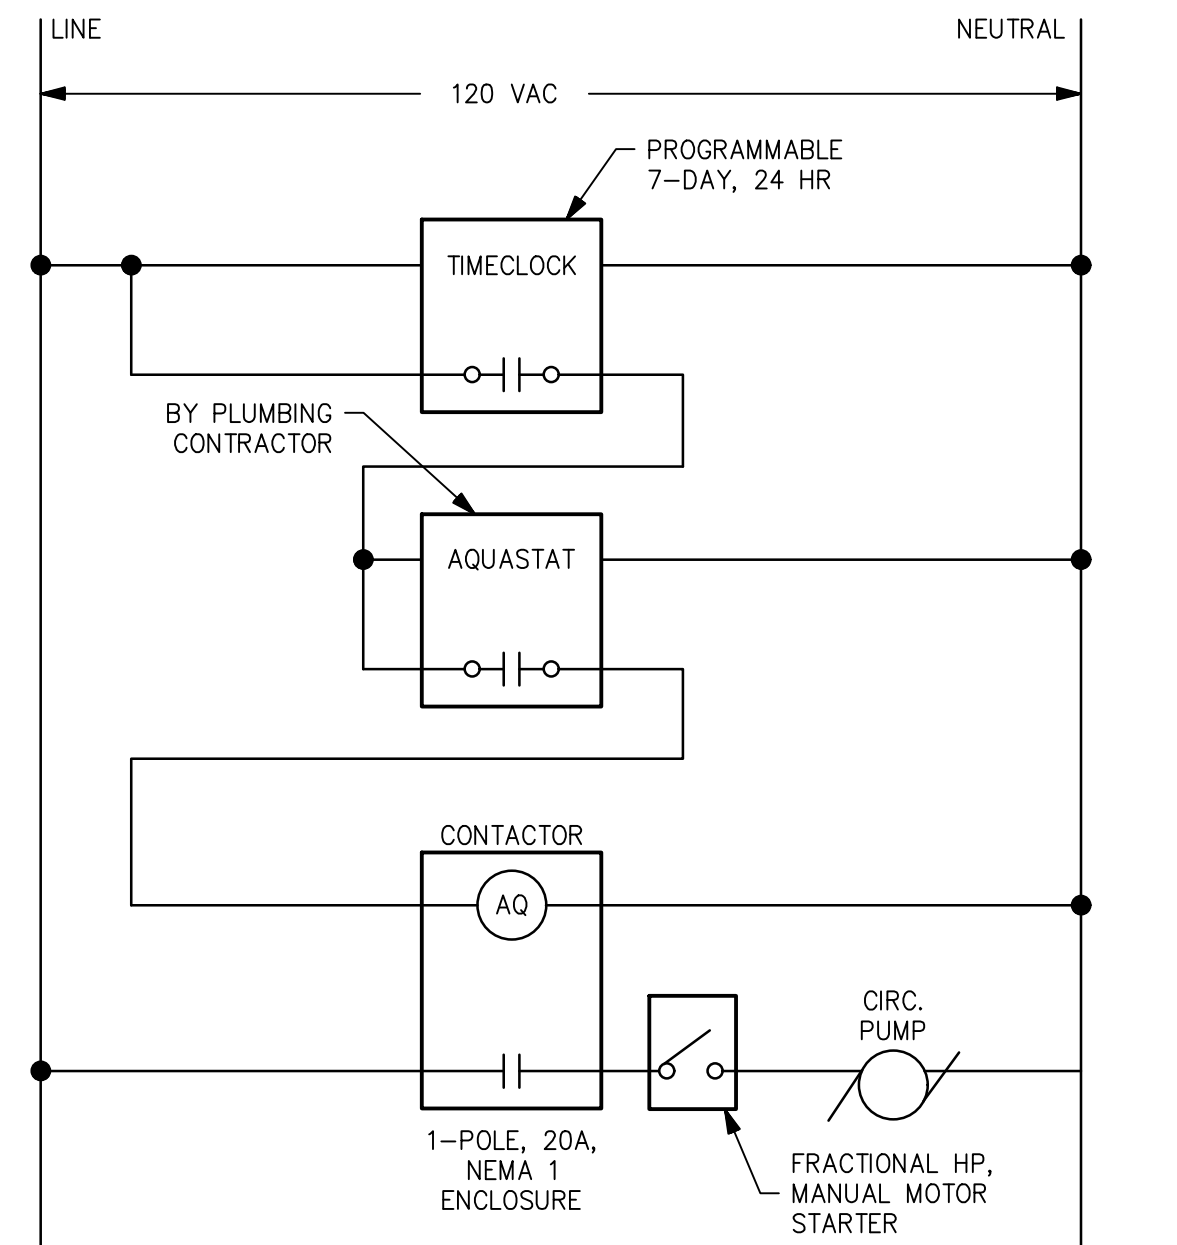 LINE
NEUTRAL
120 VAC
PROGRAMMABLE
7-DAY, 24 HR
TIMECLOCK
BY PLUMBING
CONTRACTOR
AQUASTAT
CONTACTOR
AQ
CIRC.
PUMP
1-POLE, 20A,
NEMA 1
ENCLOSURE
FRACTIONAL HP,
MANUAL MOTOR
STARTER